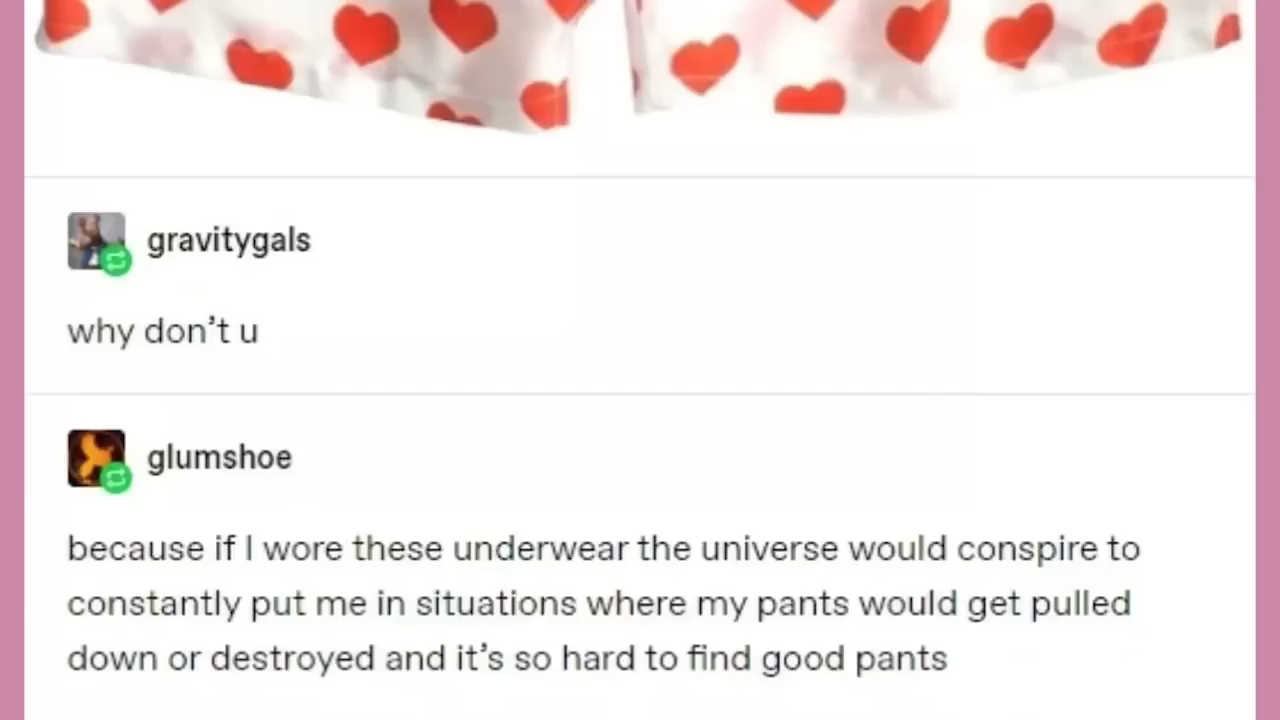 gravitygals
why don’t u
glumshoe
because if I wore these underwear the universe would conspire to
constantly put me in situations where my pants would get pulled
down or destroyed and it’s so hard to find good pants